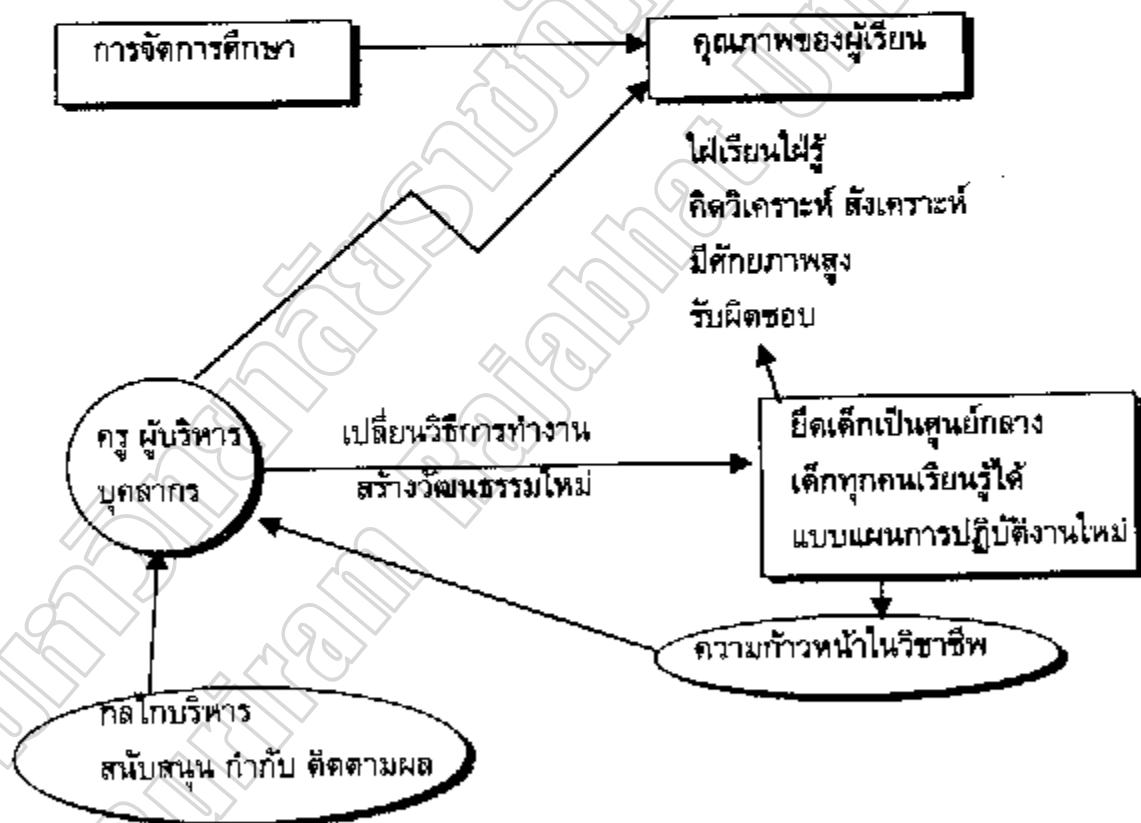 การจัดการศึกษา
คุณภาพของผู้เรียน
ใฝ่เรียนใฝ่รู้
คิดวิเคราะห์ สังเคราะห์
มีศักยภาพสูง
รับผิดชอบ
ครู ผู้บริหาร
บุคลากร
เปลี่ยนวิธีการทำงาน
สร้างวัฒนธรรมใหม่
ยึดเด็กเป็นศูนย์กลาง
เด็กทุกคนเรียนรู้ได้
แบบแผนการปฏิบัติงานใหม่
ความก้าวหน้าในวิชาชีพ
กลไกบริหาร
สนับสนุน กำกับ ติดตามผล